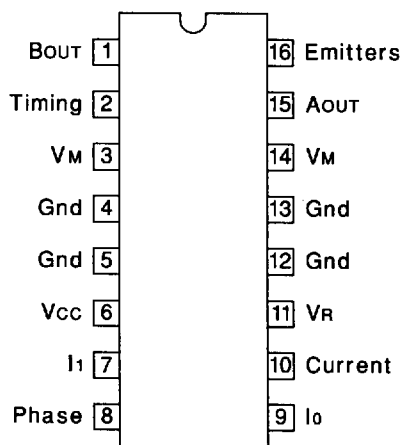 BOUT 1 16 Emitters
Timing 2 15 AOUT
VM 3 14 VM
Gnd 4 13 Gnd
Gnd 5 12 Gnd
VCC 6 11 VR
I1 7 10 Current
Phase 8 9 I0